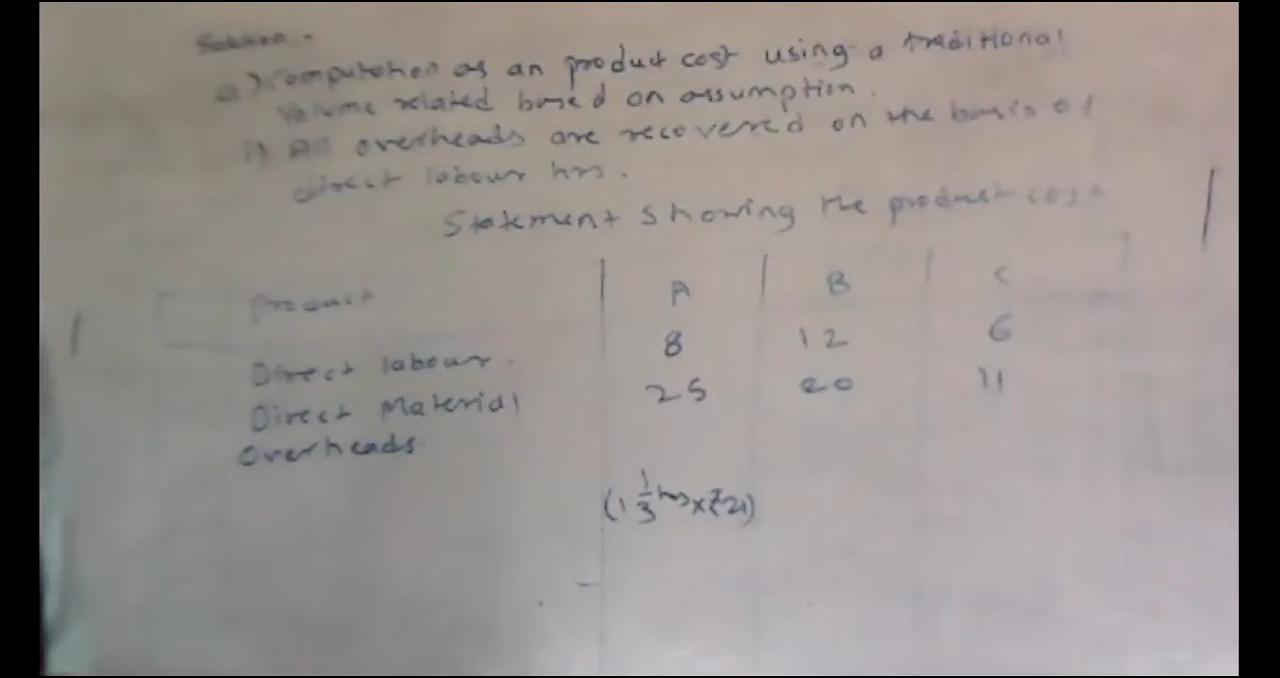 Solution.
a) Computation of an product cost using a traditional
volume related based on assumption.
i) All overheads are recovered on the basis of
direct labour hrs.
Statement showing the product cost
Product A B C
Direct labour. 8 12 6
Direct Material 25 20 11
Overheads
(1 1/3 hrs x ₹21)